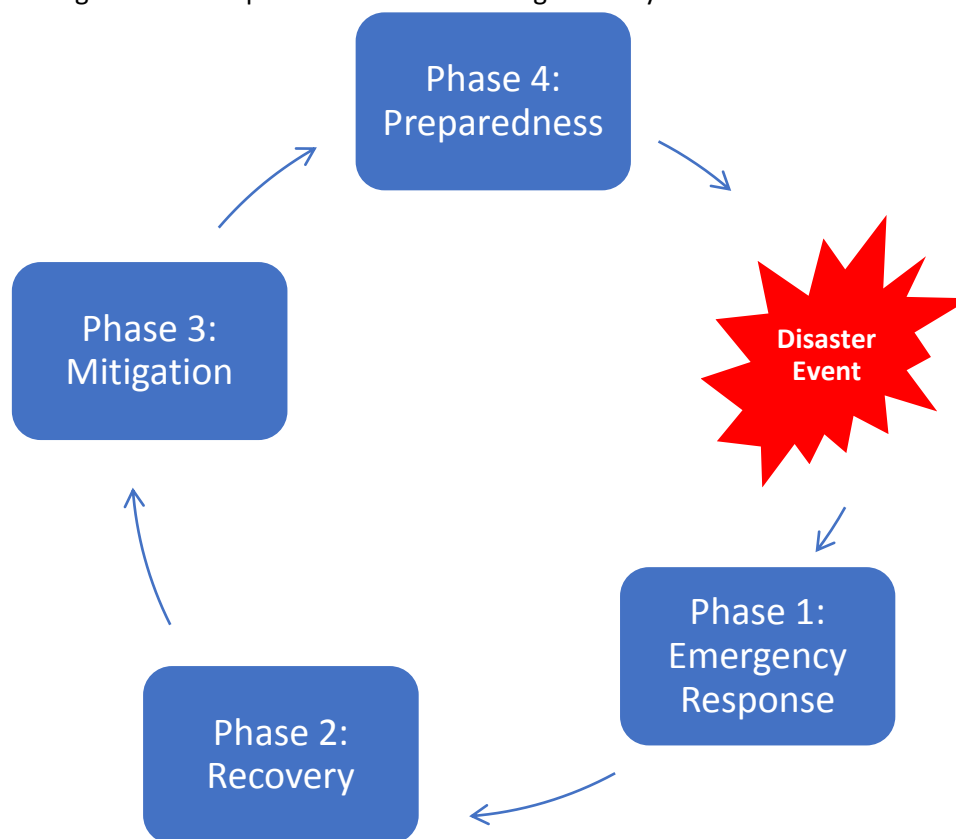 Phase 4:
Preparedness
Disaster
Event
Phase 1:
Emergency
Response
Phase 2:
Recovery
Phase 3:
Mitigation